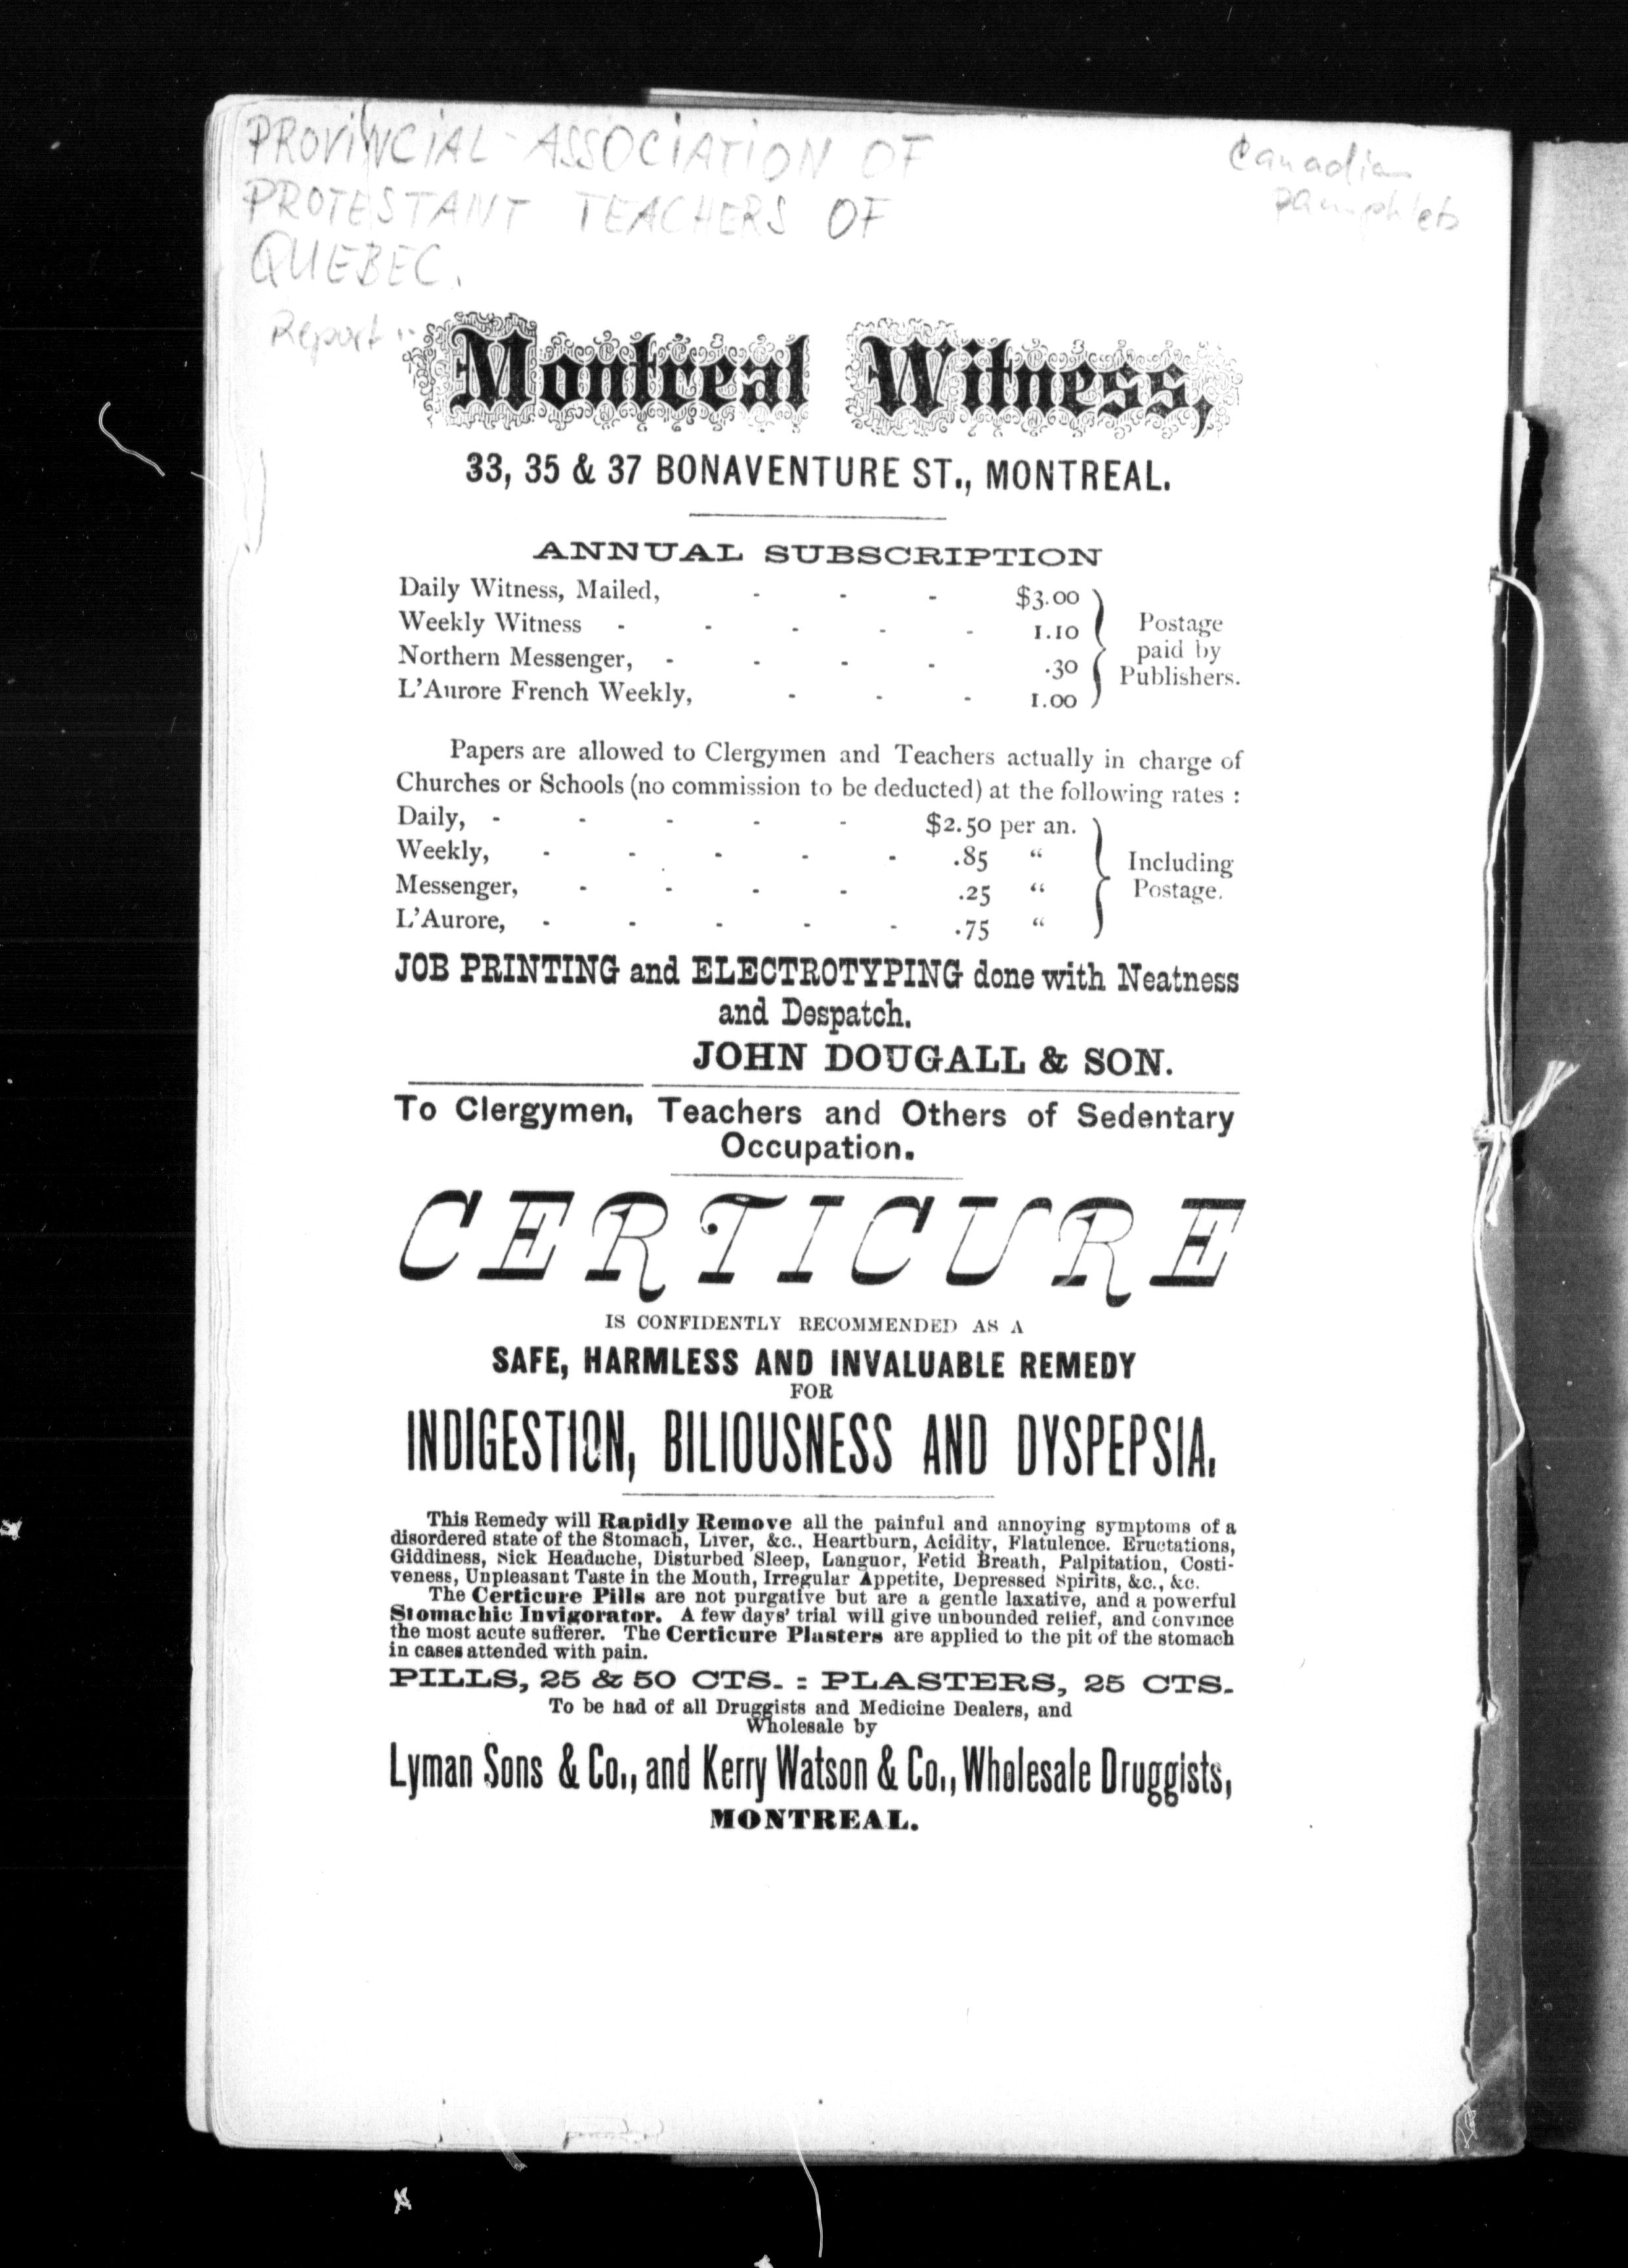 PROVINCIAL ASSOCIATION OF
PROTESTANT TEACHERS OF
QUEBEC.
Report..
Canadian
Pamphlets
Montreal Witness,
33, 35 & 37 BONAVENTURE ST., MONTREAL.
ANNUAL SUBSCRIPTION
Daily Witness, Mailed, - - - $3.00
Weekly Witness - - - - - 1.10
Northern Messenger, - - - - .30
L'Aurore French Weekly, - - - 1.00
Postage
paid by
Publishers.
Papers are allowed to Clergymen and Teachers actually in charge of
Churches or Schools (no commission to be deducted) at the following rates :
Daily, - - - - - $2.50 per an.
Weekly, - - - - - .85 "
Messenger, - - - - .25 "
L'Aurore, - - - - - .75 "
Including
Postage.
JOB PRINTING and ELECTROTYPING done with Neatness
and Despatch.
JOHN DOUGALL & SON.
To Clergymen, Teachers and Others of Sedentary
Occupation.
CERTICURE
IS CONFIDENTLY RECOMMENDED AS A
SAFE, HARMLESS AND INVALUABLE REMEDY
FOR
INDIGESTION, BILIOUSNESS AND DYSPEPSIA.
This Remedy will Rapidly Remove all the painful and annoying symptoms of a
disordered state of the Stomach, Liver, &c., Heartburn, Acidity, Flatulence. Eructations,
Giddiness, Sick Headache, Disturbed Sleep, Languor, Fetid Breath, Palpitation, Costi-
veness, Unpleasant Taste in the Mouth, Irregular Appetite, Depressed Spirits, &c., &c.
The Certicure Pills are not purgative but are a gentle laxative, and a powerful
Stomachic Invigorator. A few days' trial will give unbounded relief, and convince
the most acute sufferer. The Certicure Plasters are applied to the pit of the stomach
in cases attended with pain.
PILLS, 25 & 50 CTS. : PLASTERS, 25 CTS.
To be had of all Druggists and Medicine Dealers, and
Wholesale by
Lyman Sons & Co., and Kerry Watson & Co., Wholesale Druggists,
MONTREAL.